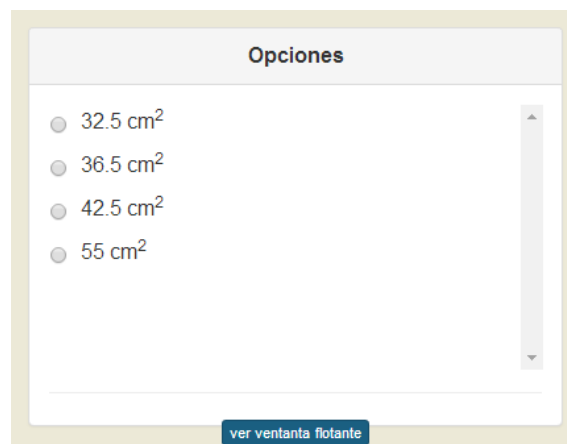 Opciones
32.5 cm²
36.5 cm²
42.5 cm²
55 cm²
ver ventanta flotante